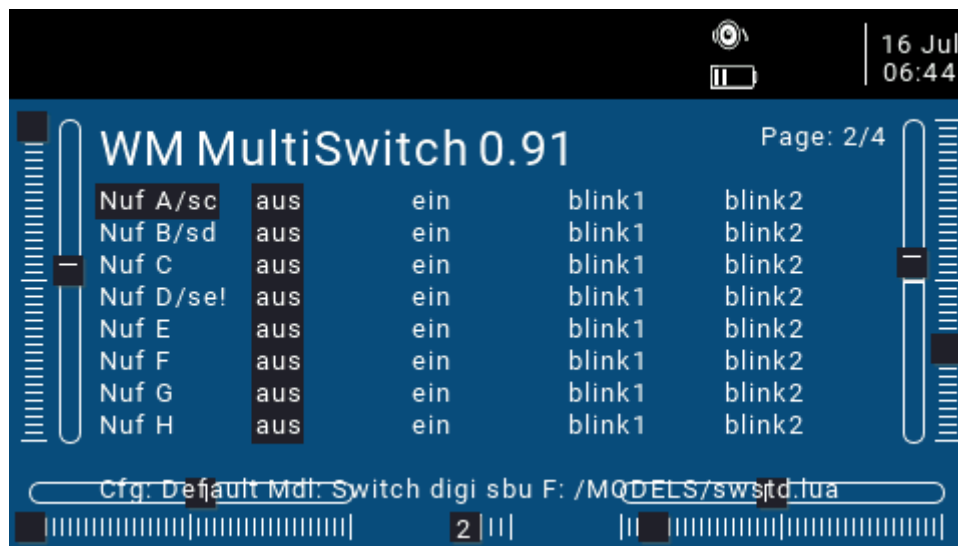 16 Jul
06:44
WM MultiSwitch 0.91
Page: 2/4
Nuf A/sc aus ein blink1 blink2
Nuf B/sd aus ein blink1 blink2
Nuf C aus ein blink1 blink2
Nuf D/se! aus ein blink1 blink2
Nuf E aus ein blink1 blink2
Nuf F aus ein blink1 blink2
Nuf G aus ein blink1 blink2
Nuf H aus ein blink1 blink2
Cfg: Default Mdl: Switch digi sbu F: /MODELS/swstd.lua
2